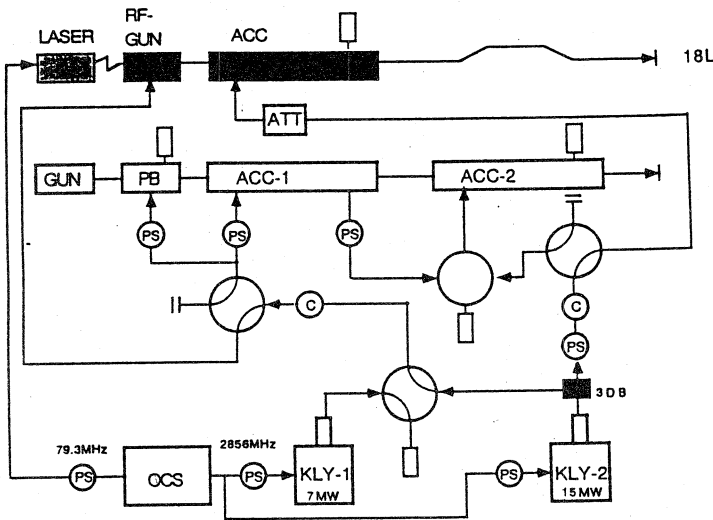 RF-
GUN
LASER
ACC
18L
ATT
GUN
PB
ACC-1
ACC-2
PS
PS
PS
C
C
PS
3DB
79.3MHz
2856MHz
PS
OCS
PS
KLY-1
7MW
PS
KLY-2
15MW